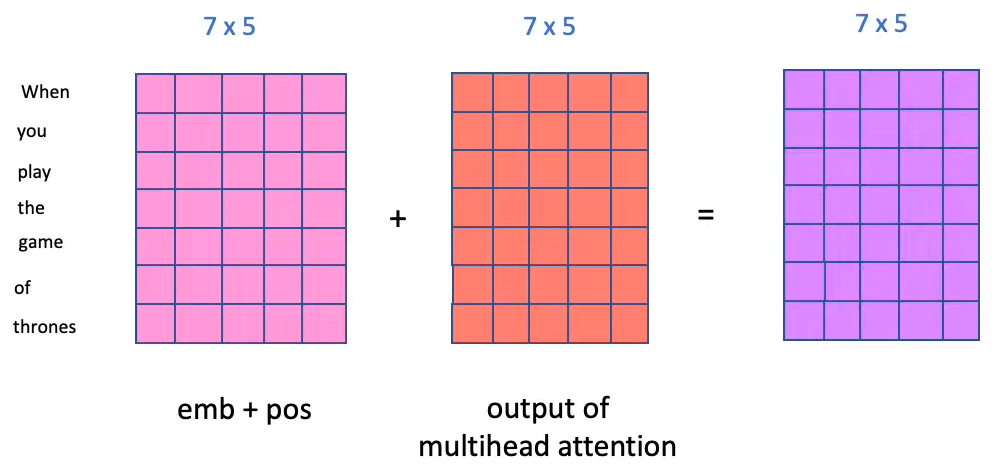 7 x 5
7 x 5
7 x 5
When
you
play
the
game
of
thrones
+
=
emb + pos
output of
multihead attention